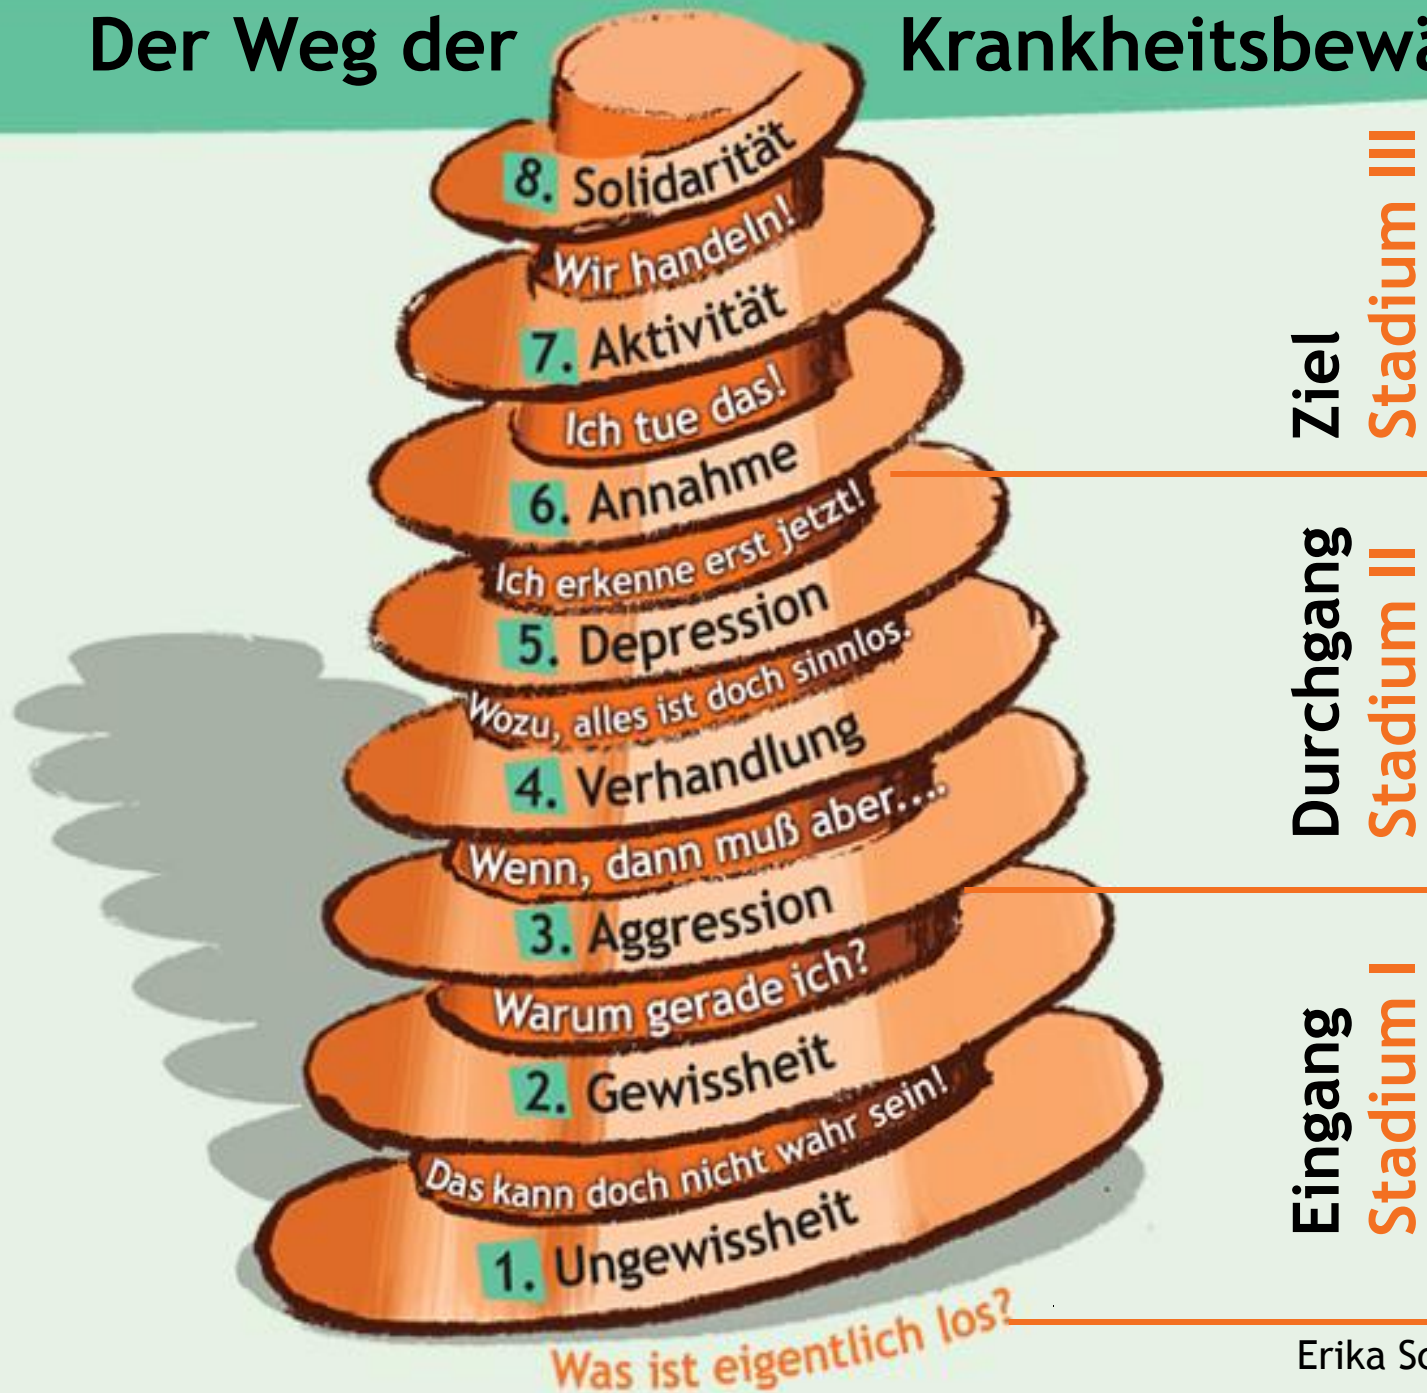 Der Weg der Krankheitsbewä
8. Solidarität
Wir handeln!
7. Aktivität
Ich tue das!
6. Annahme
Ich erkenne erst jetzt!
5. Depression
Wozu, alles ist doch sinnlos.
4. Verhandlung
Wenn, dann muß aber....
3. Aggression
Warum gerade ich?
2. Gewissheit
Das kann doch nicht wahr sein!
1. Ungewissheit
Was ist eigentlich los?
Ziel
Stadium III
Durchgang
Stadium II
Eingang
Stadium I
Erika Sc